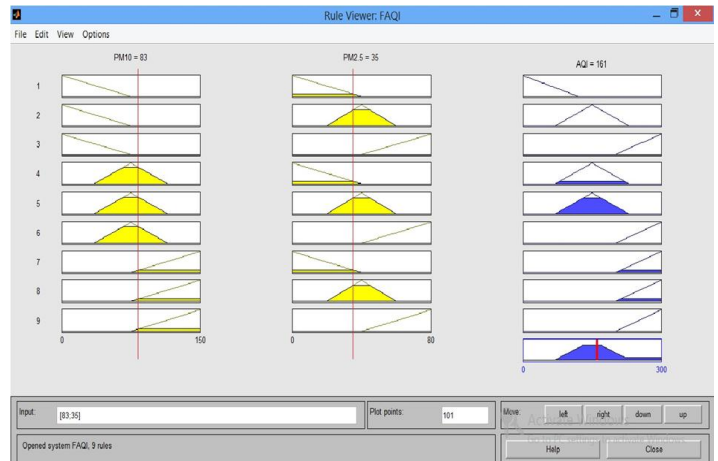 Rule Viewer: FAQI
File Edit View Options
PM10 = 83
PM2.5 = 35
AQI = 161
1
2
3
4
5
6
7
8
9
0 150
0 80
0 300
Input: [83;35]
Plot points: 101
Move: left right down up
Activate Windows
Opened system FAQI, 9 rules
Help Close